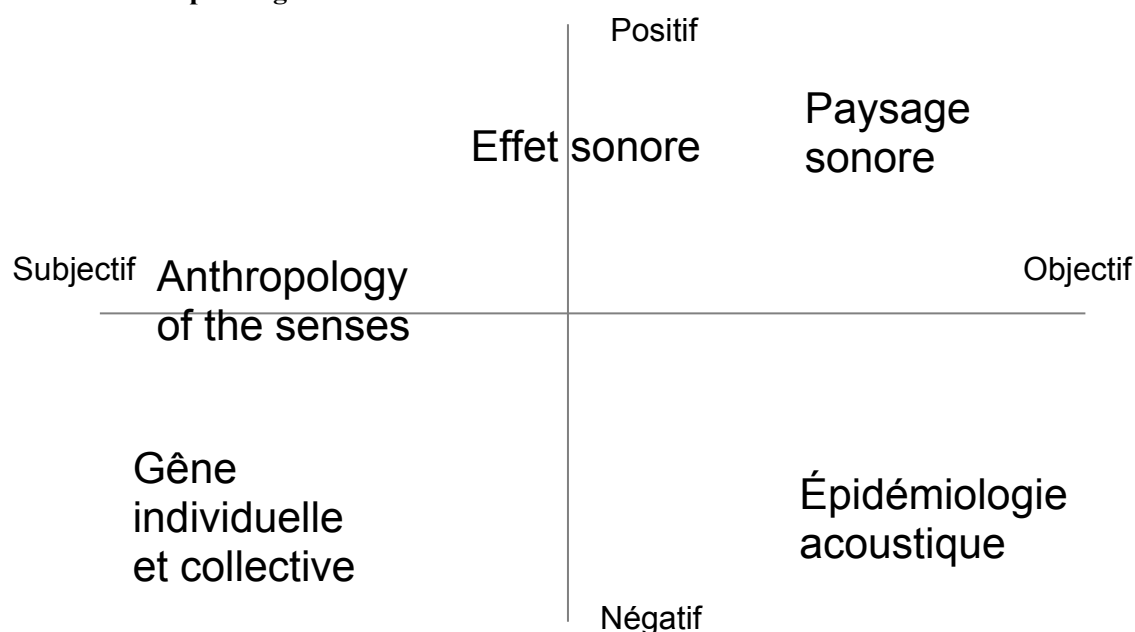 Positif
Paysage
sonore
Effet sonore
Subjectif
Objectif
Anthropology
of the senses
Gêne
individuelle
et collective
Épidémiologie
acoustique
Négatif